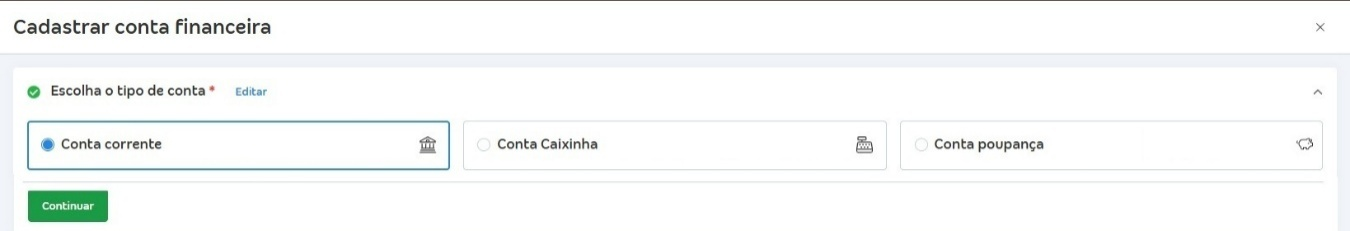 Cadastrar conta financeira
Escolha o tipo de conta * Editar
Conta corrente
Conta Caixinha
Conta poupança
Continuar